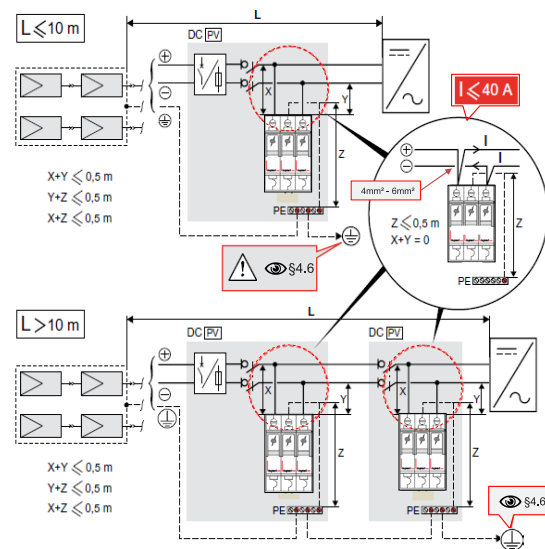 L ≤ 10 m
L
DC PV
⊕
⊖
X
Y
Z
X+Y ≤ 0,5 m
Y+Z ≤ 0,5 m
X+Z ≤ 0,5 m
PE
§4.6
I ≤ 40 A
⊕
⊖
I
I
4mm² - 6mm²
Z ≤ 0,5 m
X+Y = 0
Z
PE
L > 10 m
L
DC PV
DC PV
⊕
⊖
X
Y
Z
X
Y
Z
X+Y ≤ 0,5 m
Y+Z ≤ 0,5 m
X+Z ≤ 0,5 m
PE
PE
§4.6